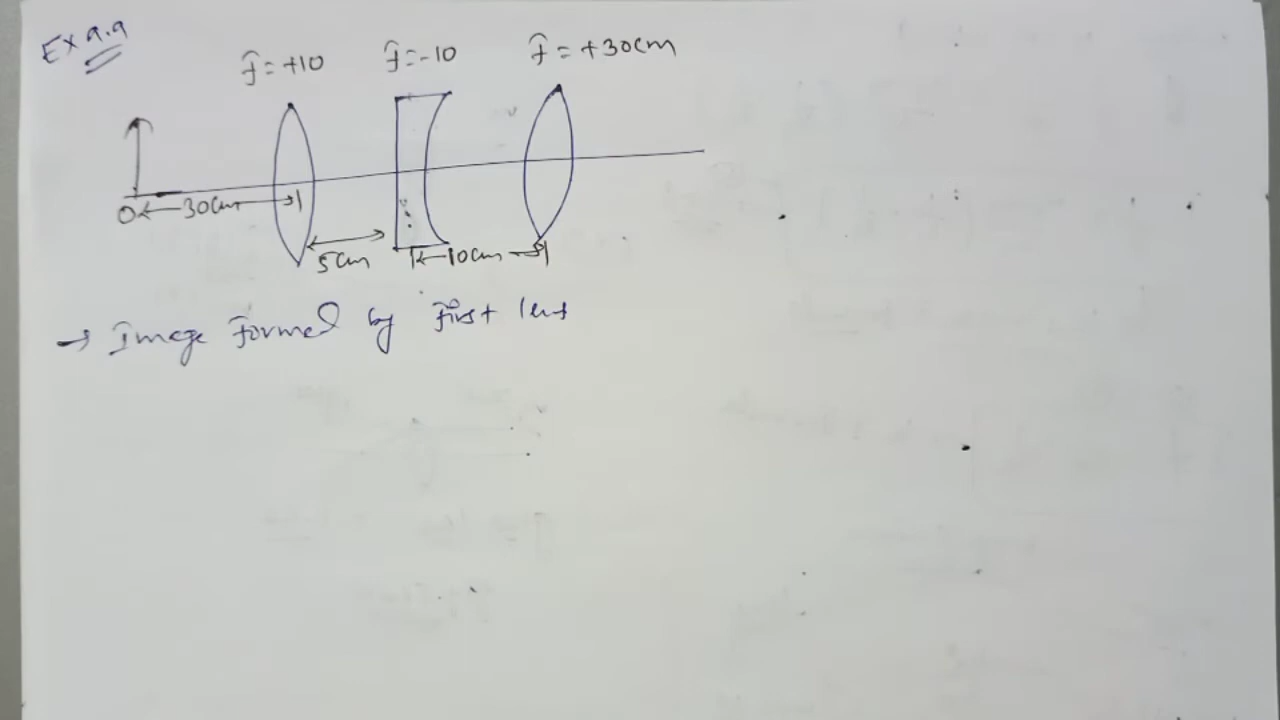 Ex 9.9
f = +10 f = -10 f = +30cm
O 30cm 5cm 10cm
→ Image formed by first lens